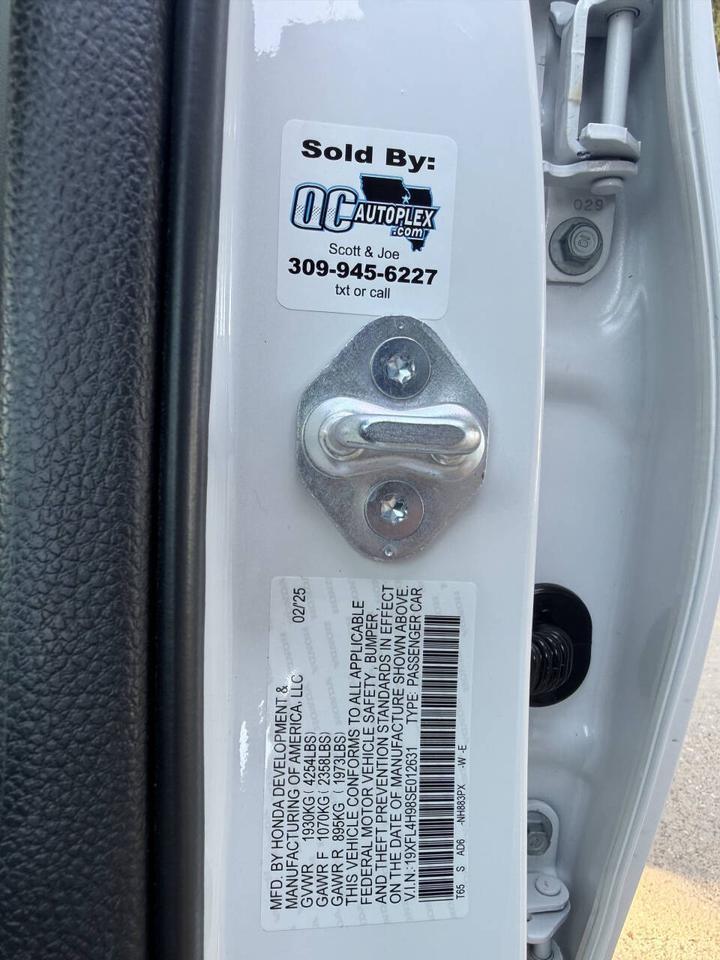 Sold By:
QC AUTOPLEX
.com
Scott & Joe
309-945-6227
txt or call
029
MFD. BY HONDA DEVELOPMENT & 02/'25
MANUFACTURING OF AMERICA, LLC
GVWR 1930KG( 4254LBS)
GAWR F 1070KG( 2358LBS)
GAWR R 895KG ( 1973LBS)
THIS VEHICLE CONFORMS TO ALL APPLICABLE
FEDERAL MOTOR VEHICLE SAFETY, BUMPER,
AND THEFT PREVENTION STANDARDS IN EFFECT
ON THE DATE OF MANUFACTURE SHOWN ABOVE.
V.I.N: 19XFL4H98SE012631 TYPE: PASSENGER CAR
T65 S AD6 -NH883PX -W -E